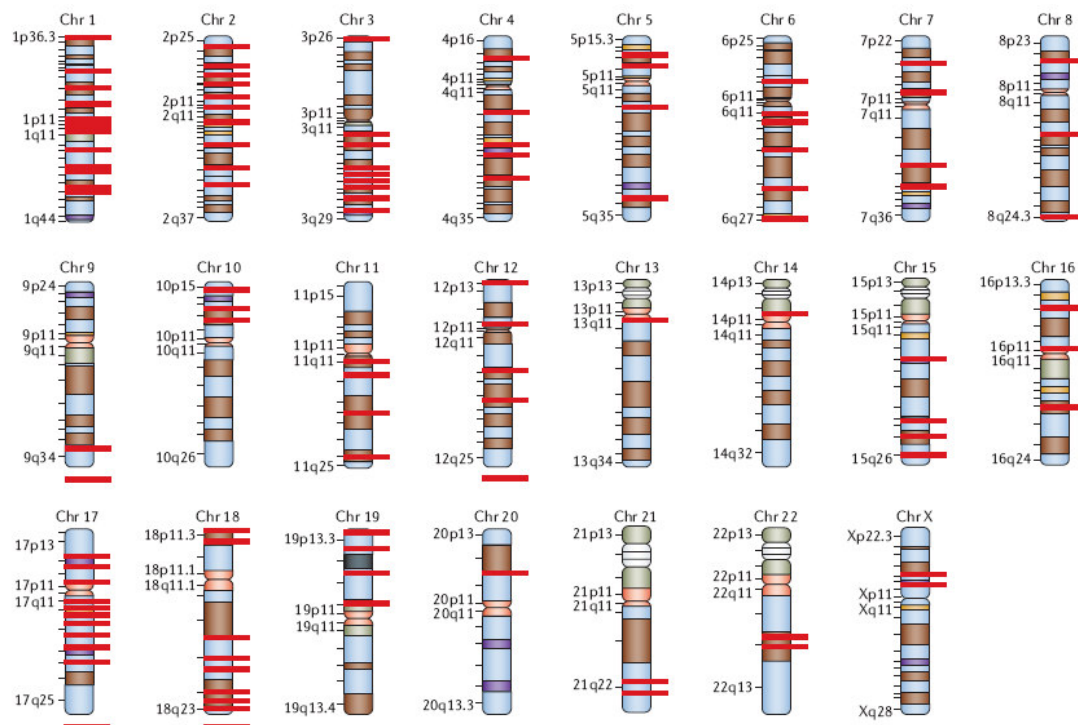 Chr 1
1p36.3
1p11
1q11
1q44
Chr 2
2p25
2p11
2q11
2q37
Chr 3
3p26
3p11
3q11
3q29
Chr 4
4p16
4p11
4q11
4q35
Chr 5
5p15.3
5p11
5q11
5q35
Chr 6
6p25
6p11
6q11
6q27
Chr 7
7p22
7p11
7q11
7q36
Chr 8
8p23
8p11
8q11
8q24.3
Chr 9
9p24
9p11
9q11
9q34
Chr 10
10p15
10p11
10q11
10q26
Chr 11
11p15
11p11
11q11
11q25
Chr 12
12p13
12p11
12q11
12q25
Chr 13
13p13
13p11
13q11
13q34
Chr 14
14p13
14p11
14q11
14q32
Chr 15
15p13
15p11
15q11
15q26
Chr 16
16p13.3
16p11
16q11
16q24
Chr 17
17p13
17p11
17q11
17q25
Chr 18
18p11.3
18p11.1
18q11.1
18q23
Chr 19
19p13.3
19p11
19q11
19q13.4
Chr 20
20p13
20p11
20q11
20q13.3
Chr 21
21p13
21p11
21q11
21q22
Chr 22
22p13
22p11
22q11
22q13
Chr X
Xp22.3
Xp11
Xq11
Xq28